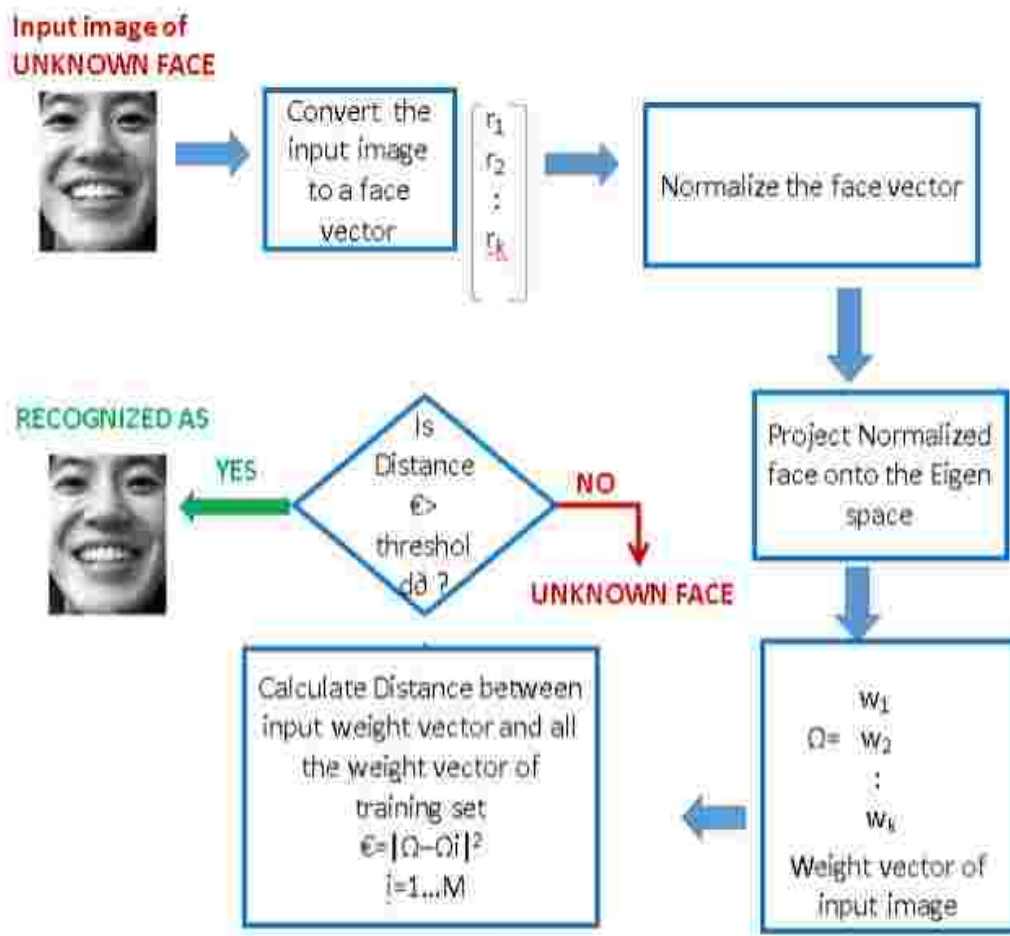 Input image of
UNKNOWN FACE
Convert the
input image
to a face
vector
r₁
r₂
:
rₖ
Normalize the face vector
Project Normalized
face onto the Eigen
space
w₁
Ω= w₂
:
wₖ
Weight vector of
input image
Calculate Distance between
input weight vector and all
the weight vector of
training set
€=|Ω−Ωi|²
i=1...M
Is
Distance
€>
threshol
d∂ ?
YES
RECOGNIZED AS
NO
UNKNOWN FACE